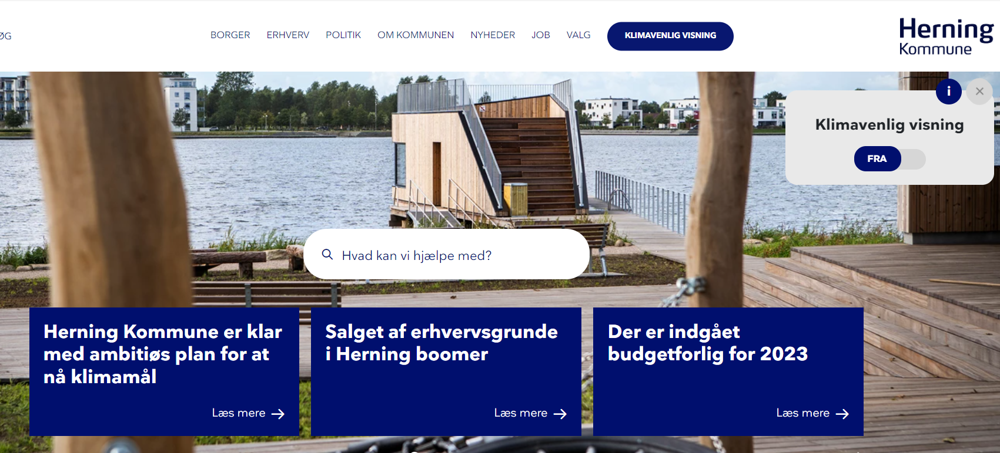 BORGER ERHVERV POLITIK OM KOMMUNEN NYHEDER JOB VALG KLIMAVENLIG VISNING
Herning
Kommune
i
Klimavenlig visning
FRA
Hvad kan vi hjælpe med?
Herning Kommune er klar
med ambitiøs plan for at
nå klimamål
Læs mere
Salget af erhvervsgrunde
i Herning boomer
Læs mere
Der er indgået
budgetforlig for 2023
Læs mere